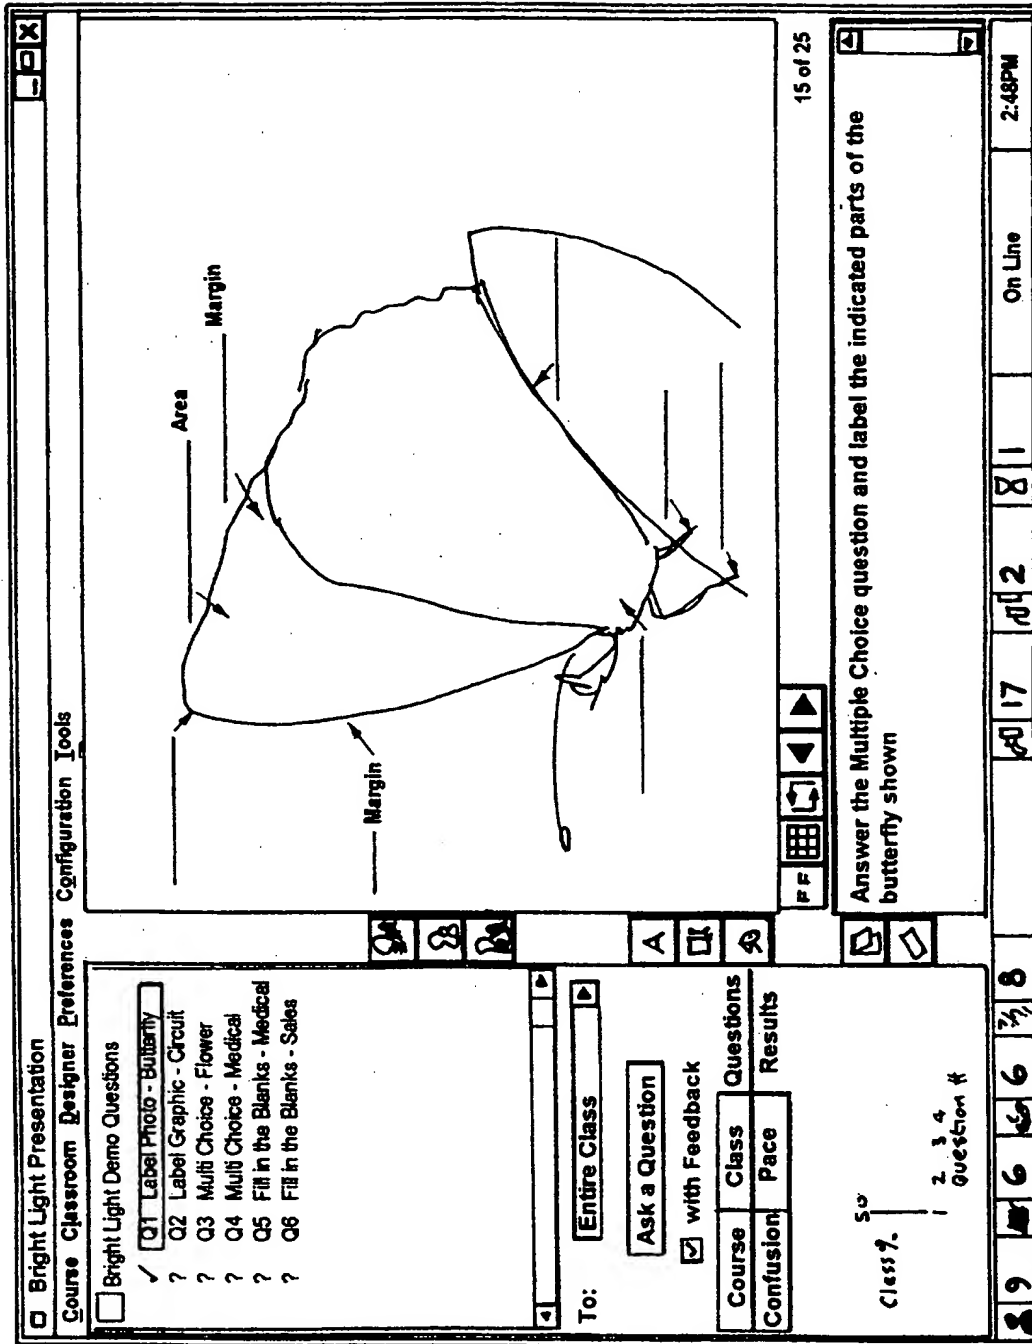 Bright Light Presentation
Course Classroom Designer Preferences Configuration Tools
Bright Light Demo Questions
✓ Q1 Label Photo - Butterfly
? Q2 Label Graphic - Circuit
? Q3 Multi Choice - Flower
? Q4 Multi Choice - Medical
? Q5 Fill in the Blanks - Medical
? Q6 Fill in the Blanks - Sales
To: Entire Class
Ask a Question
with Feedback
Course Class Questions
Confusion Pace Results
Class %
50
1 2 3 4
Question #
A
Area
Margin
Margin
F F
15 of 25
Answer the Multiple Choice question and label the indicated parts of the
butterfly shown
9 6 6 8 17 2 1 On Line 2:48PM